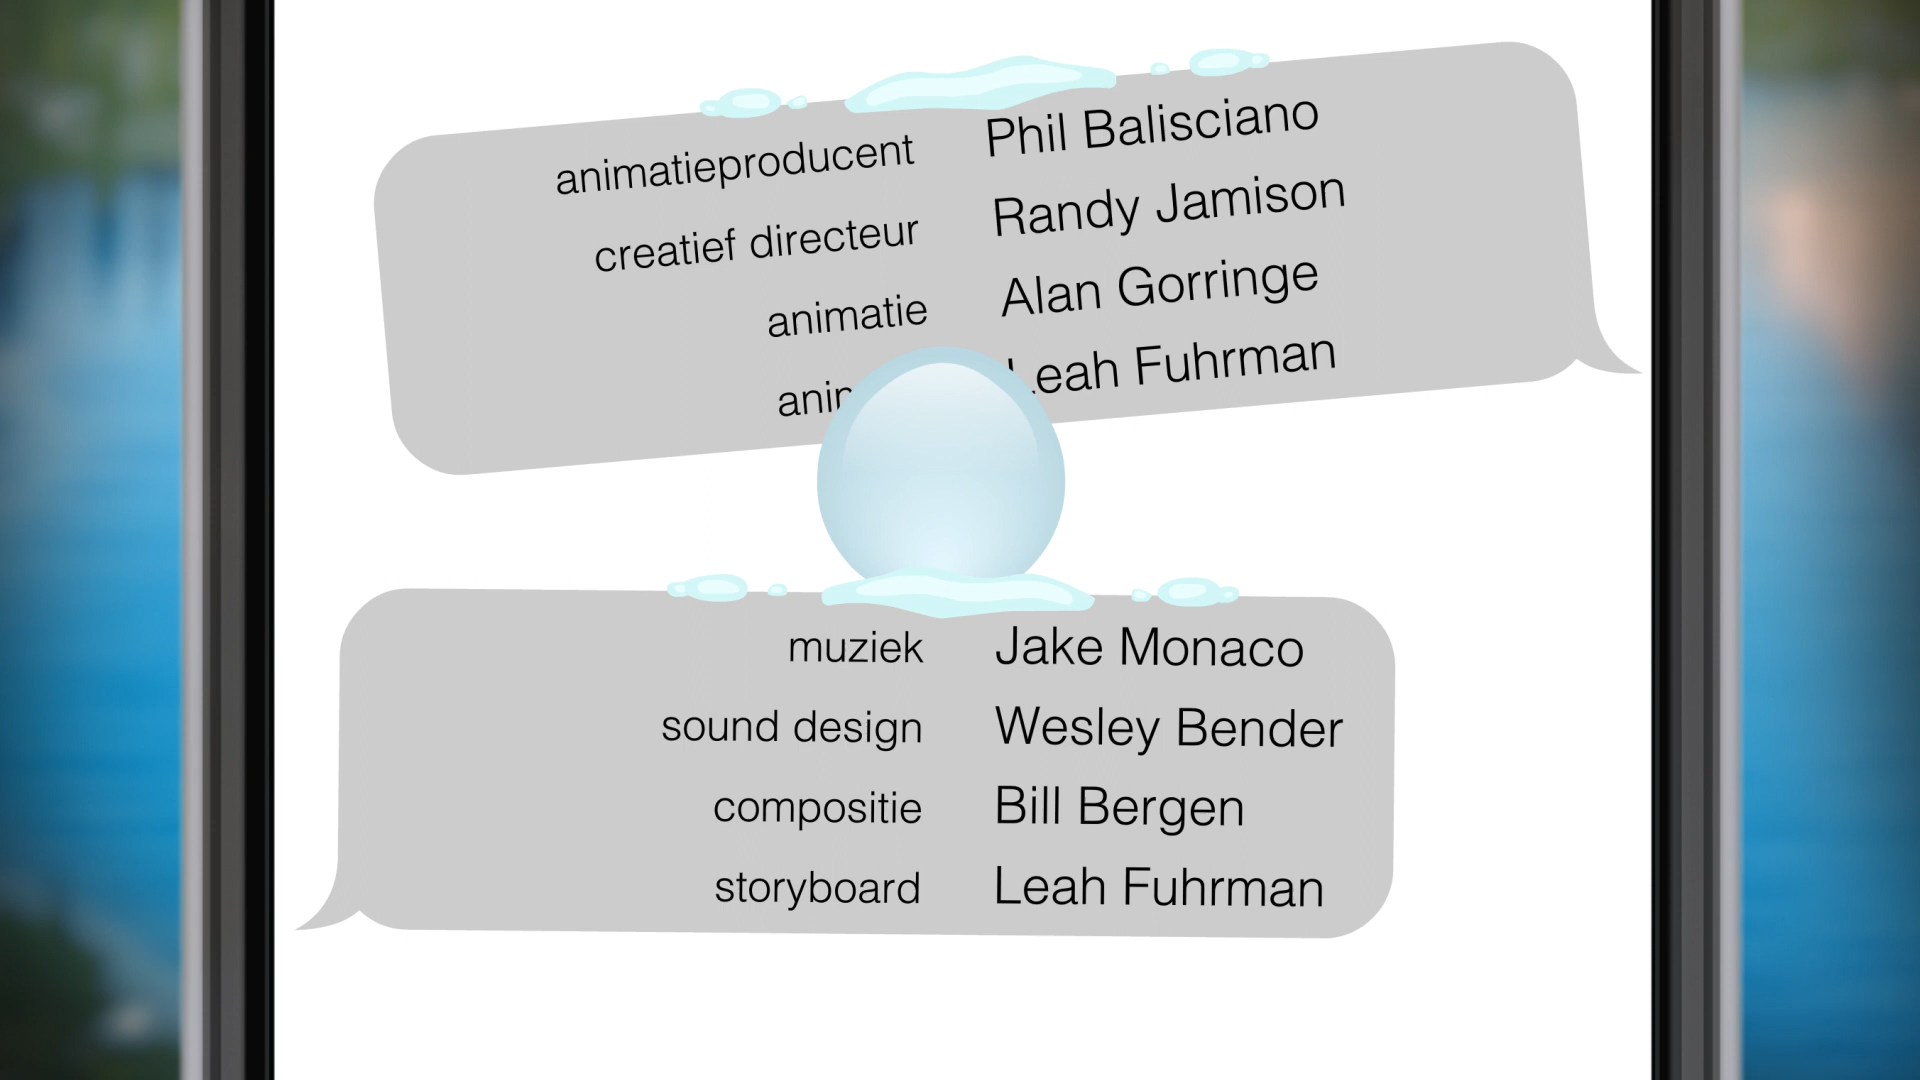 animatieproducent Phil Balisciano
creatief directeur Randy Jamison
animatie Alan Gorringe
Leah Fuhrman
muziek Jake Monaco
sound design Wesley Bender
compositie Bill Bergen
storyboard Leah Fuhrman